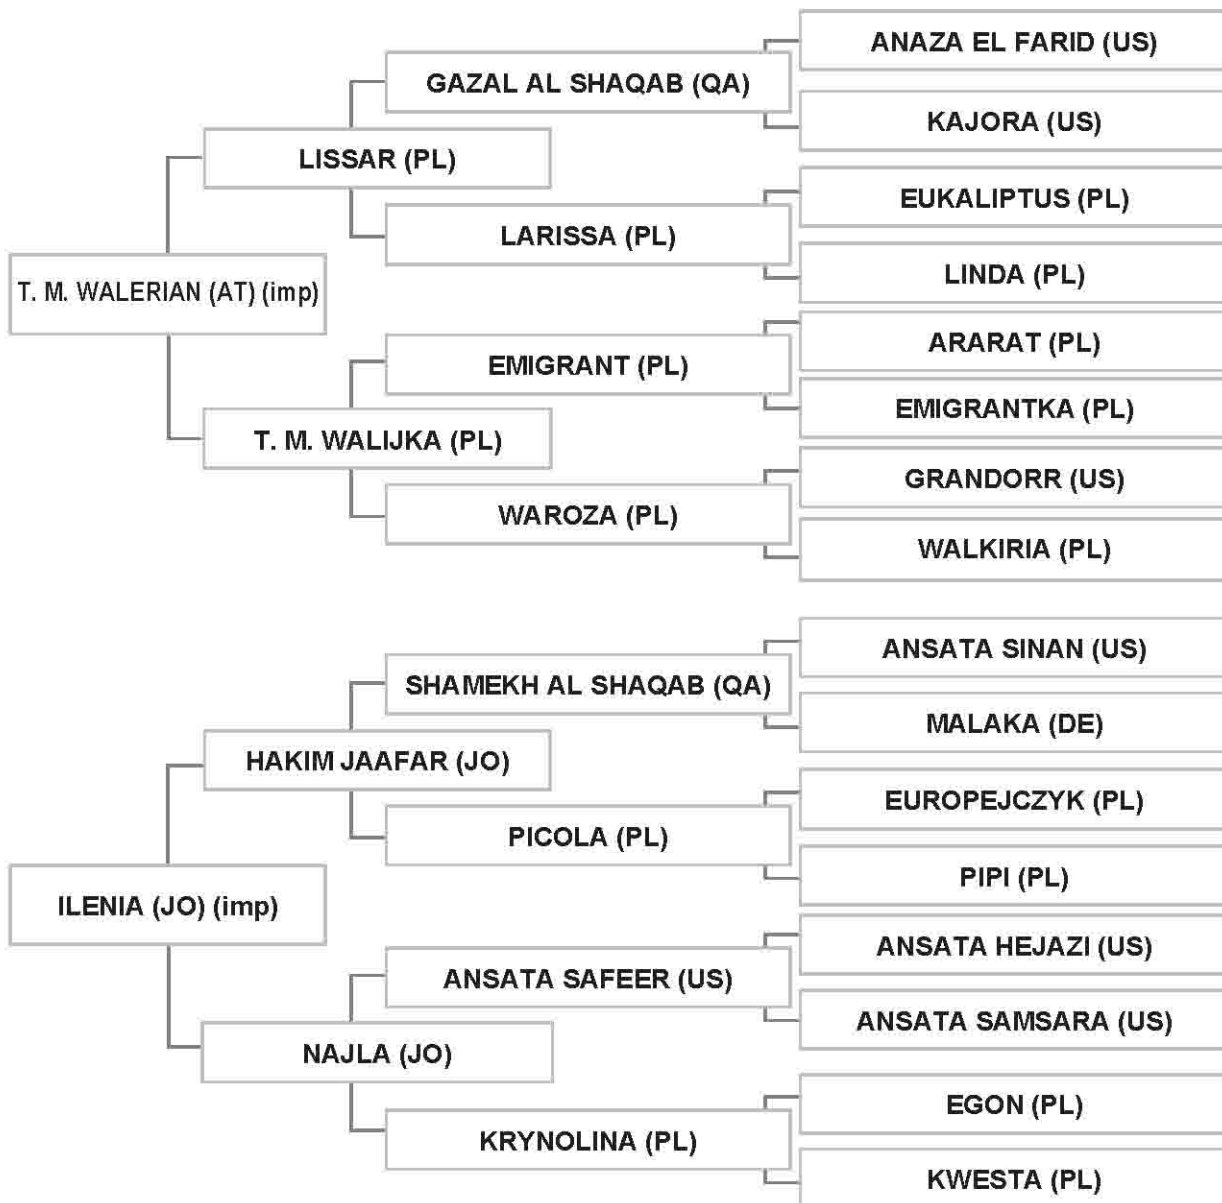 ANAZA EL FARID (US)
GAZAL AL SHAQAB (QA)
KAJORA (US)
LISSAR (PL)
EUKALIPTUS (PL)
LARISSA (PL)
LINDA (PL)
T. M. WALERIAN (AT) (imp)
ARARAT (PL)
EMIGRANT (PL)
EMIGRANTKA (PL)
T. M. WALIJKA (PL)
GRANDORR (US)
WAROZA (PL)
WALKIRIA (PL)
ANSATA SINAN (US)
SHAMEKH AL SHAQAB (QA)
MALAKA (DE)
HAKIM JAAFAR (JO)
EUROPEJCZYK (PL)
PICOLA (PL)
PIPI (PL)
ILENIA (JO) (imp)
ANSATA HEJAZI (US)
ANSATA SAFEER (US)
ANSATA SAMSARA (US)
NAJLA (JO)
EGON (PL)
KRYNOLINA (PL)
KWESTA (PL)